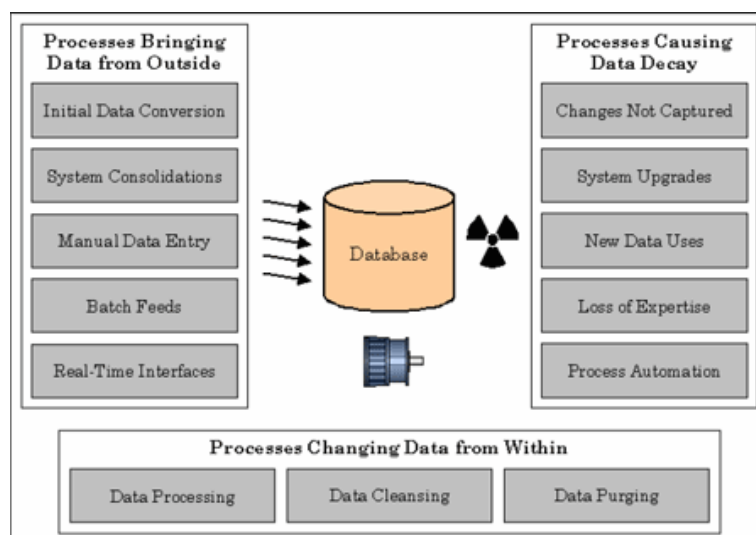 Processes Bringing
Data from Outside
Initial Data Conversion
System Consolidations
Manual Data Entry
Batch Feeds
Real-Time Interfaces
Database
Processes Causing
Data Decay
Changes Not Captured
System Upgrades
New Data Uses
Loss of Expertise
Process Automation
Processes Changing Data from Within
Data Processing
Data Cleansing
Data Purging